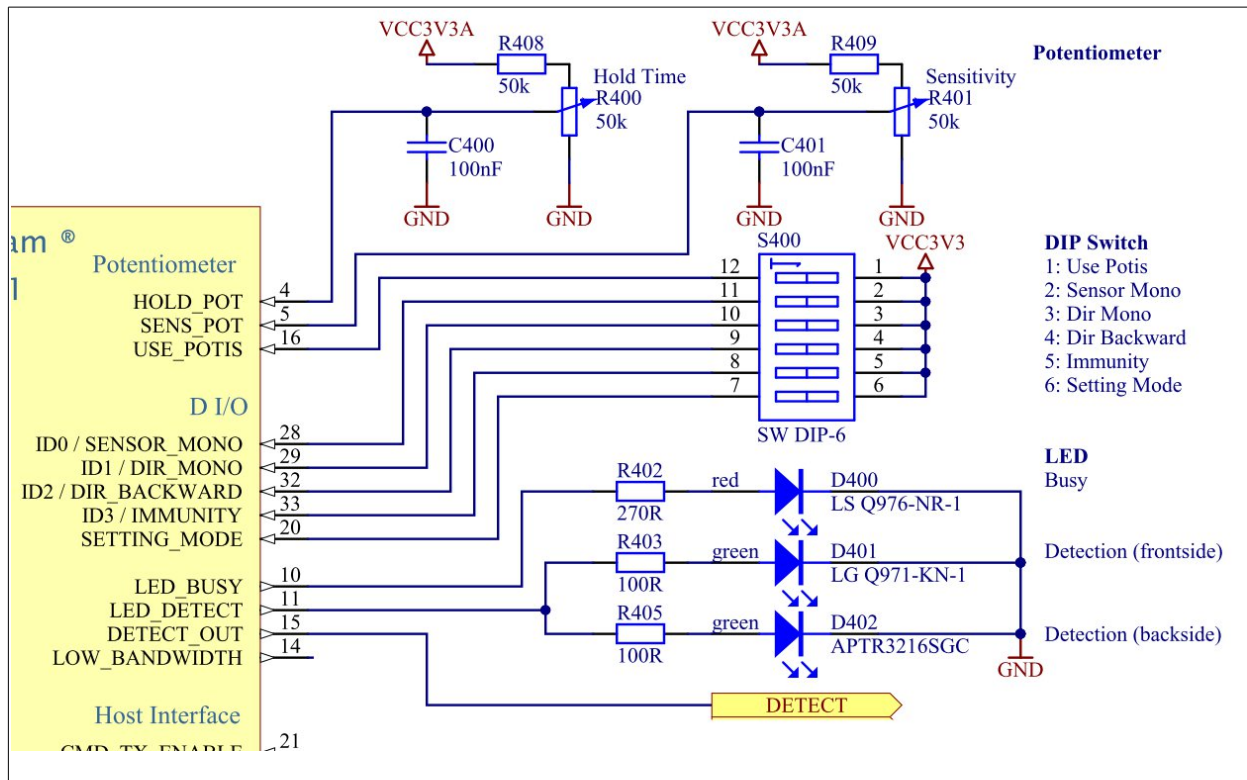 VCC3V3A
R408
50k
Hold Time
R400
50k
C400
100nF
GND
GND
VCC3V3A
R409
50k
Sensitivity
R401
50k
C401
100nF
GND
GND
Potentiometer
am ®
1
Potentiometer
HOLD_POT 4
SENS_POT 5
USE_POTIS 16
D I/O
ID0 / SENSOR_MONO 28
ID1 / DIR_MONO 29
ID2 / DIR_BACKWARD 32
ID3 / IMMUNITY 33
SETTING_MODE 20
LED_BUSY 10
LED_DETECT 11
DETECT_OUT 15
LOW_BANDWIDTH 14
Host Interface
CMD_TX_ENABLE 21
S400
VCC3V3
12 1
11 2
10 3
9 4
8 5
7 6
SW DIP-6
DIP Switch
1: Use Potis
2: Sensor Mono
3: Dir Mono
4: Dir Backward
5: Immunity
6: Setting Mode
R402
270R
red
D400
LS Q976-NR-1
R403
100R
green
D401
LG Q971-KN-1
R405
100R
green
D402
APTR3216SGC
GND
LED
Busy
Detection (frontside)
Detection (backside)
DETECT